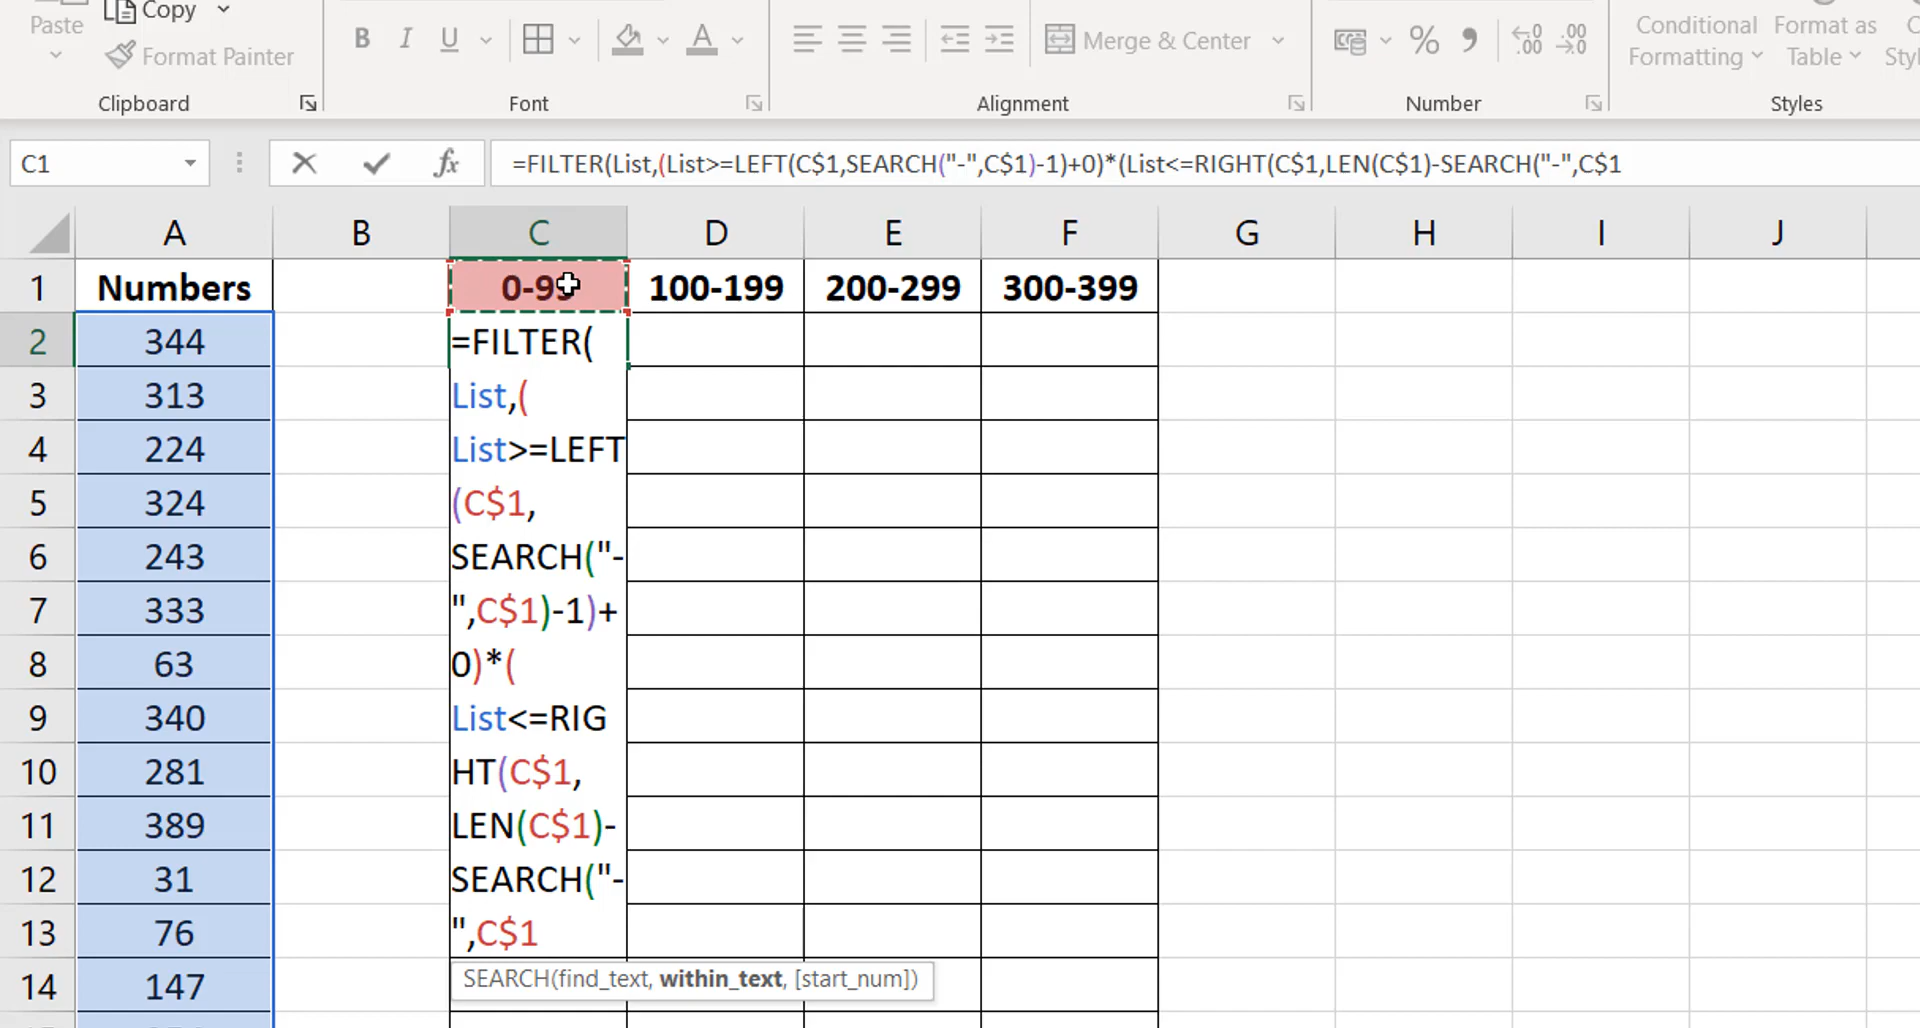 Paste
Copy
Format Painter
Clipboard
B I U
Font
Merge & Center
Alignment
% 
Number
Conditional
Formatting
Format as
Table
Styles
C1
fx
=FILTER(List,(List>=LEFT(C$1,SEARCH("-",C$1)-1)+0)*(List<=RIGHT(C$1,LEN(C$1)-SEARCH("-",C$1
A B C D E F G H I J
1 Numbers 0-99 100-199 200-299 300-399
2 344 =FILTER(
3 313 List,(
4 224 List>=LEFT
5 324 (C$1,
6 243 SEARCH("-
7 333 ",C$1)-1)+
8 63 0)*(
9 340 List<=RIG
10 281 HT(C$1,
11 389 LEN(C$1)-
12 31 SEARCH("-
13 76 ",C$1
14 147
SEARCH(find_text, within_text, [start_num])